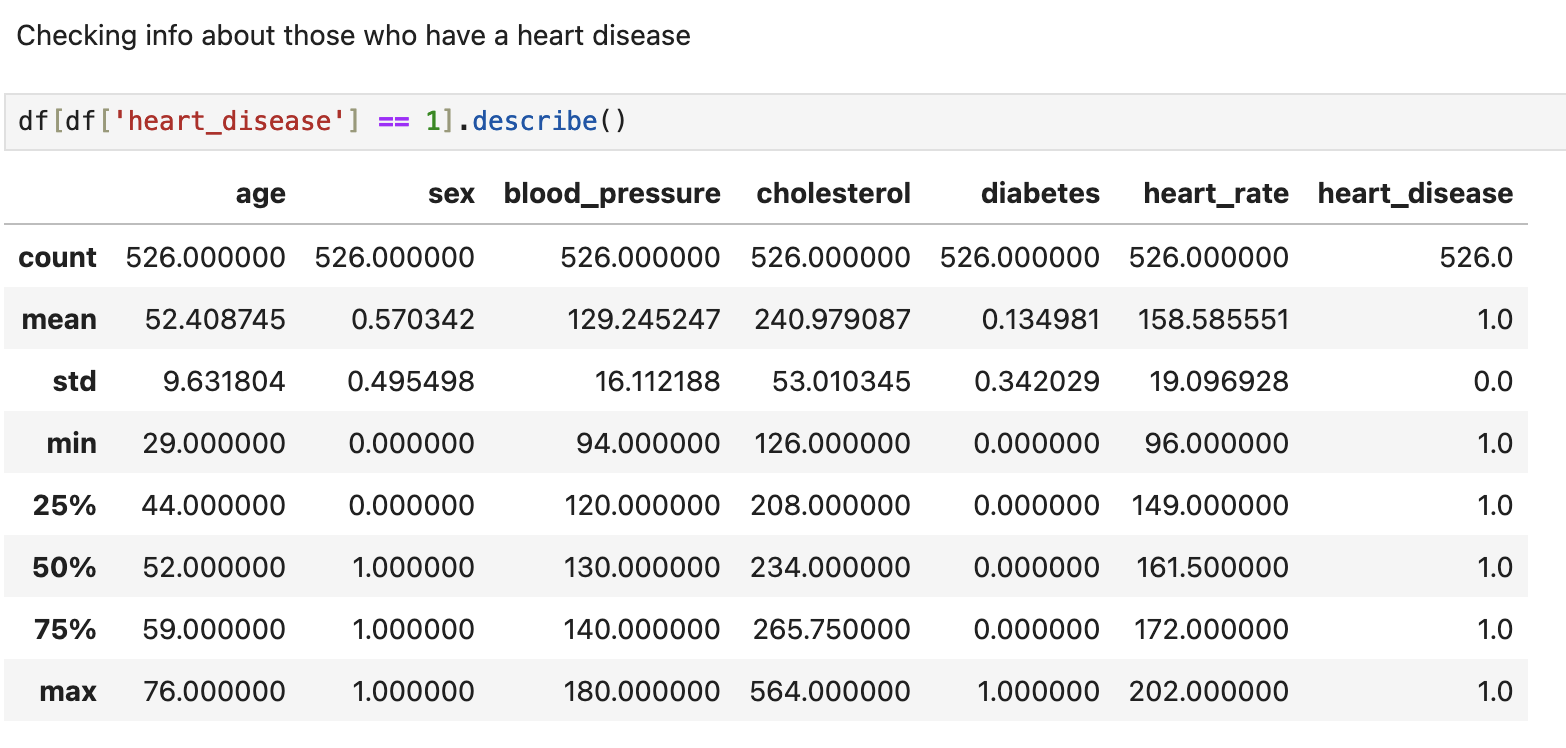 Checking info about those who have a heart disease
df[df['heart_disease'] == 1].describe()
age sex blood_pressure cholesterol diabetes heart_rate heart_disease
count 526.000000 526.000000 526.000000 526.000000 526.000000 526.000000 526.0
mean 52.408745 0.570342 129.245247 240.979087 0.134981 158.585551 1.0
std 9.631804 0.495498 16.112188 53.010345 0.342029 19.096928 0.0
min 29.000000 0.000000 94.000000 126.000000 0.000000 96.000000 1.0
25% 44.000000 0.000000 120.000000 208.000000 0.000000 149.000000 1.0
50% 52.000000 1.000000 130.000000 234.000000 0.000000 161.500000 1.0
75% 59.000000 1.000000 140.000000 265.750000 0.000000 172.000000 1.0
max 76.000000 1.000000 180.000000 564.000000 1.000000 202.000000 1.0